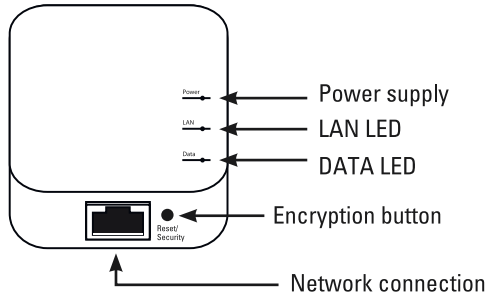 Power
Power supply
LAN
LAN LED
Data
DATA LED
Encryption button
Reset/
Security
Network connection